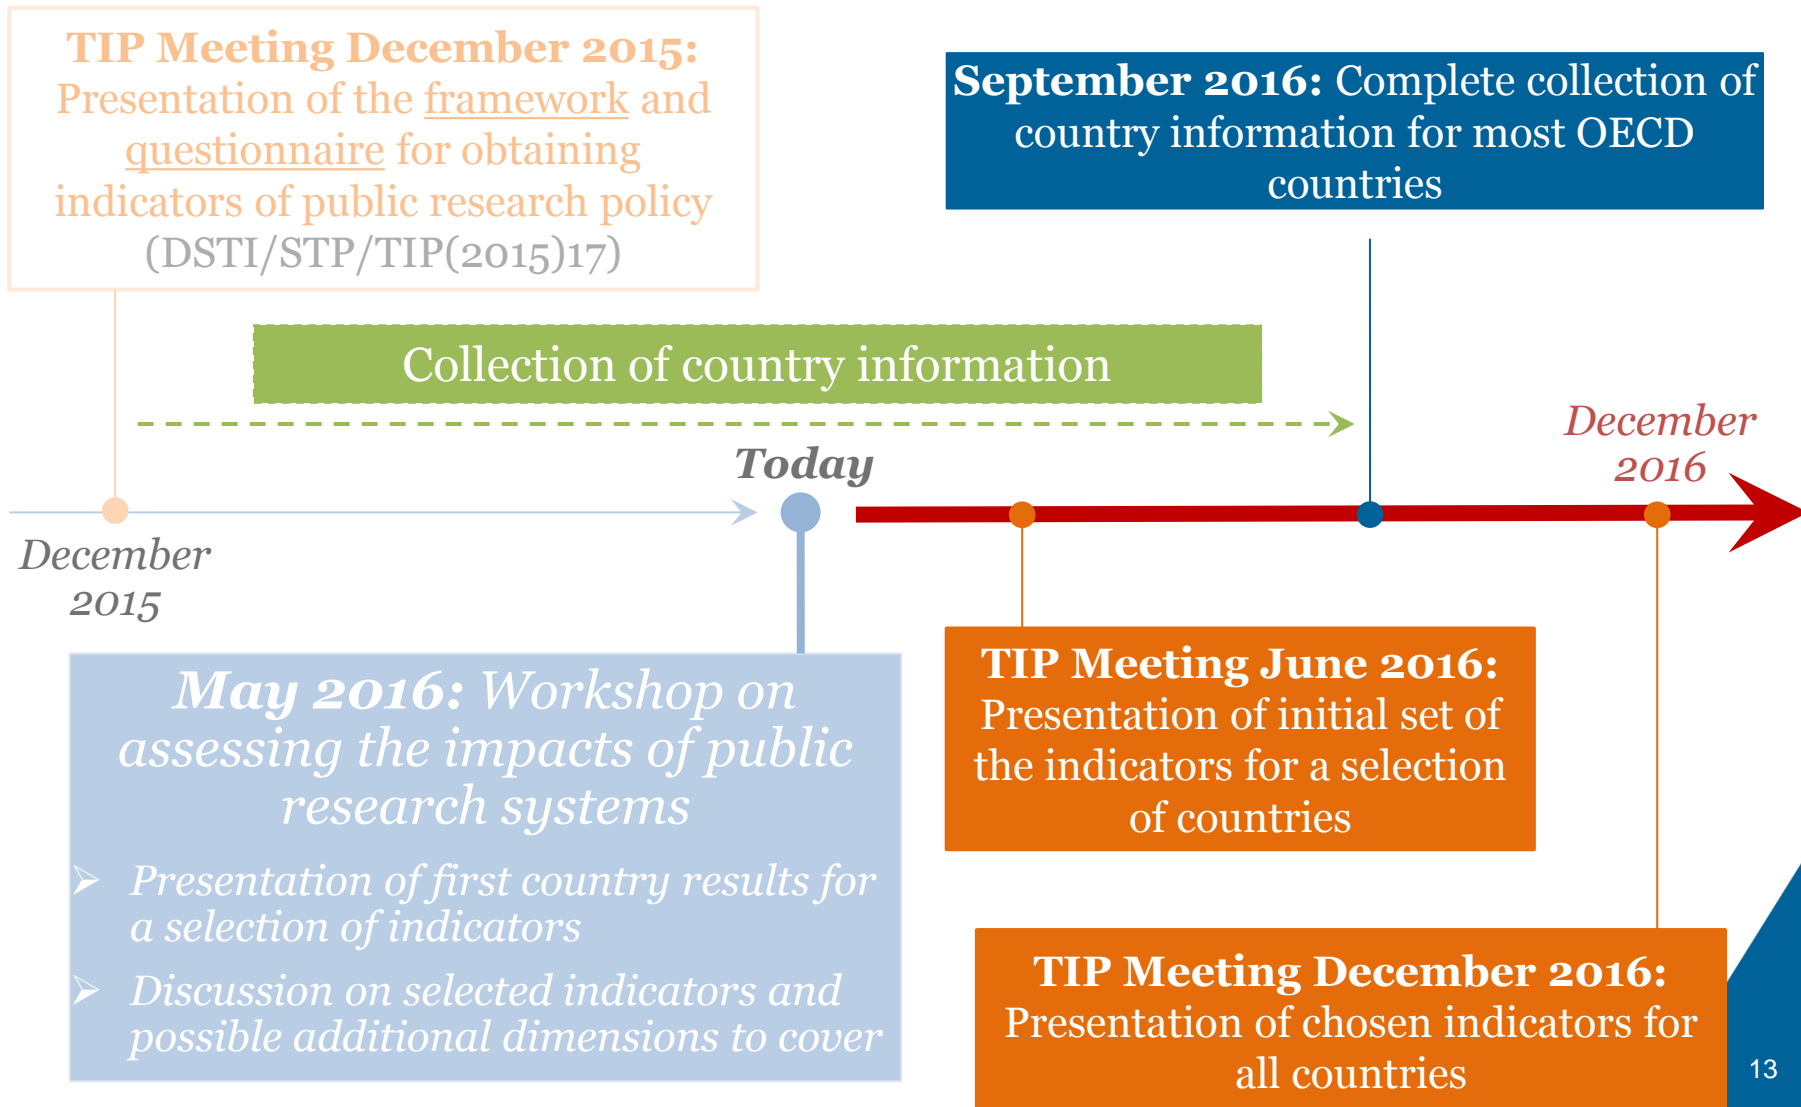 TIP Meeting December 2015:
Presentation of the framework and
questionnaire for obtaining
indicators of public research policy
(DSTI/STP/TIP(2015)17)
September 2016: Complete collection of
country information for most OECD
countries
Collection of country information
December
2016
Today
December
2015
May 2016: Workshop on
assessing the impacts of public
research systems
➢ Presentation of first country results for
a selection of indicators
➢ Discussion on selected indicators and
possible additional dimensions to cover
TIP Meeting June 2016:
Presentation of initial set of
the indicators for a selection
of countries
TIP Meeting December 2016:
Presentation of chosen indicators for
all countries
13